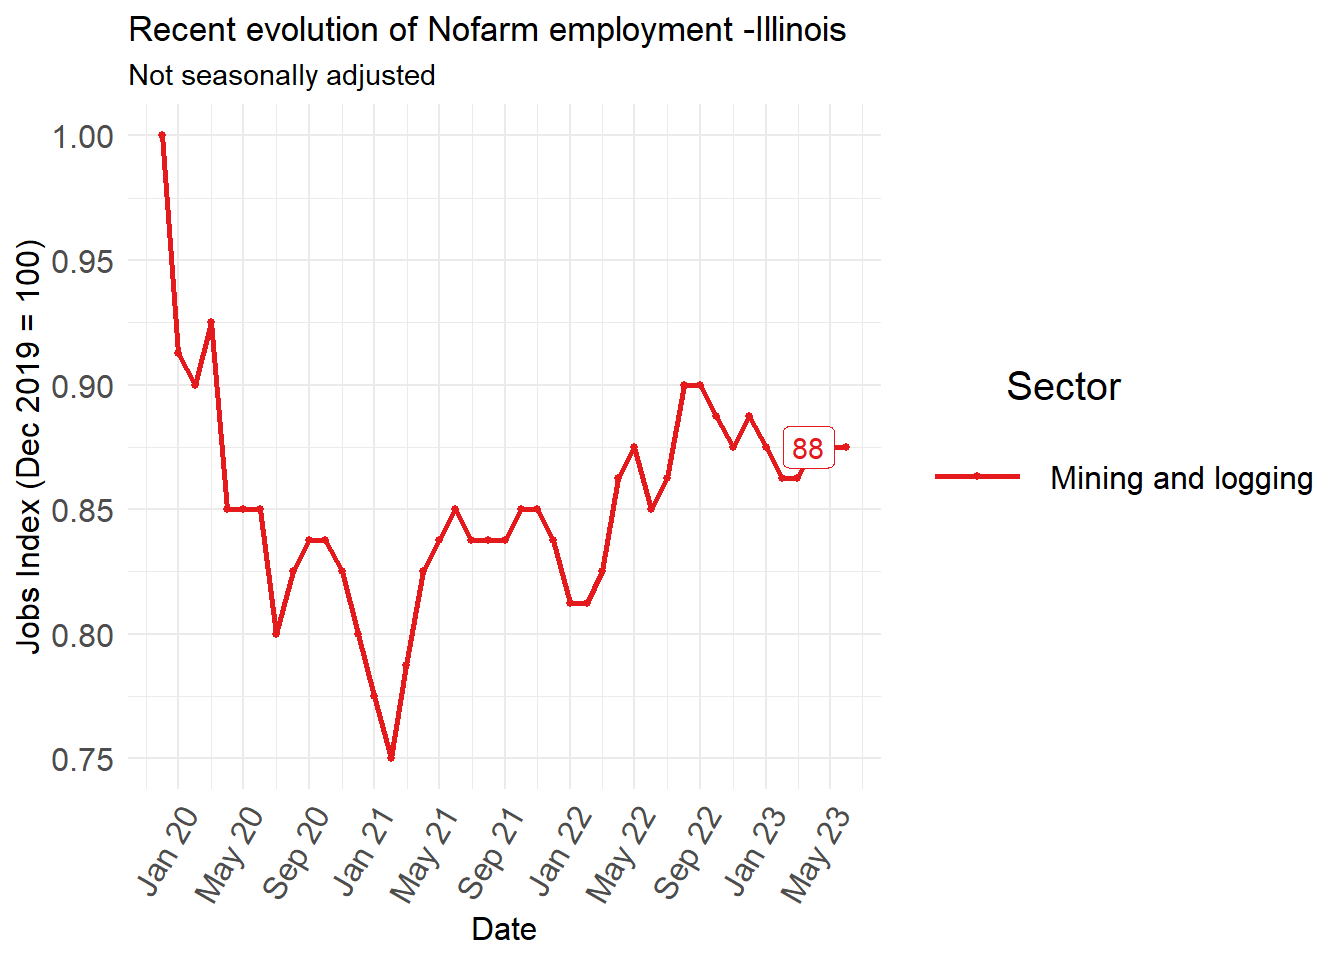 Recent evolution of Nofarm employment -Illinois
Not seasonally adjusted
Jobs Index (Dec 2019 = 100)
1.00
0.95
0.90
0.85
0.80
0.75
88
Jan 20
May 20
Sep 20
Jan 21
May 21
Sep 21
Jan 22
May 22
Sep 22
Jan 23
May 23
Date
Sector
Mining and logging